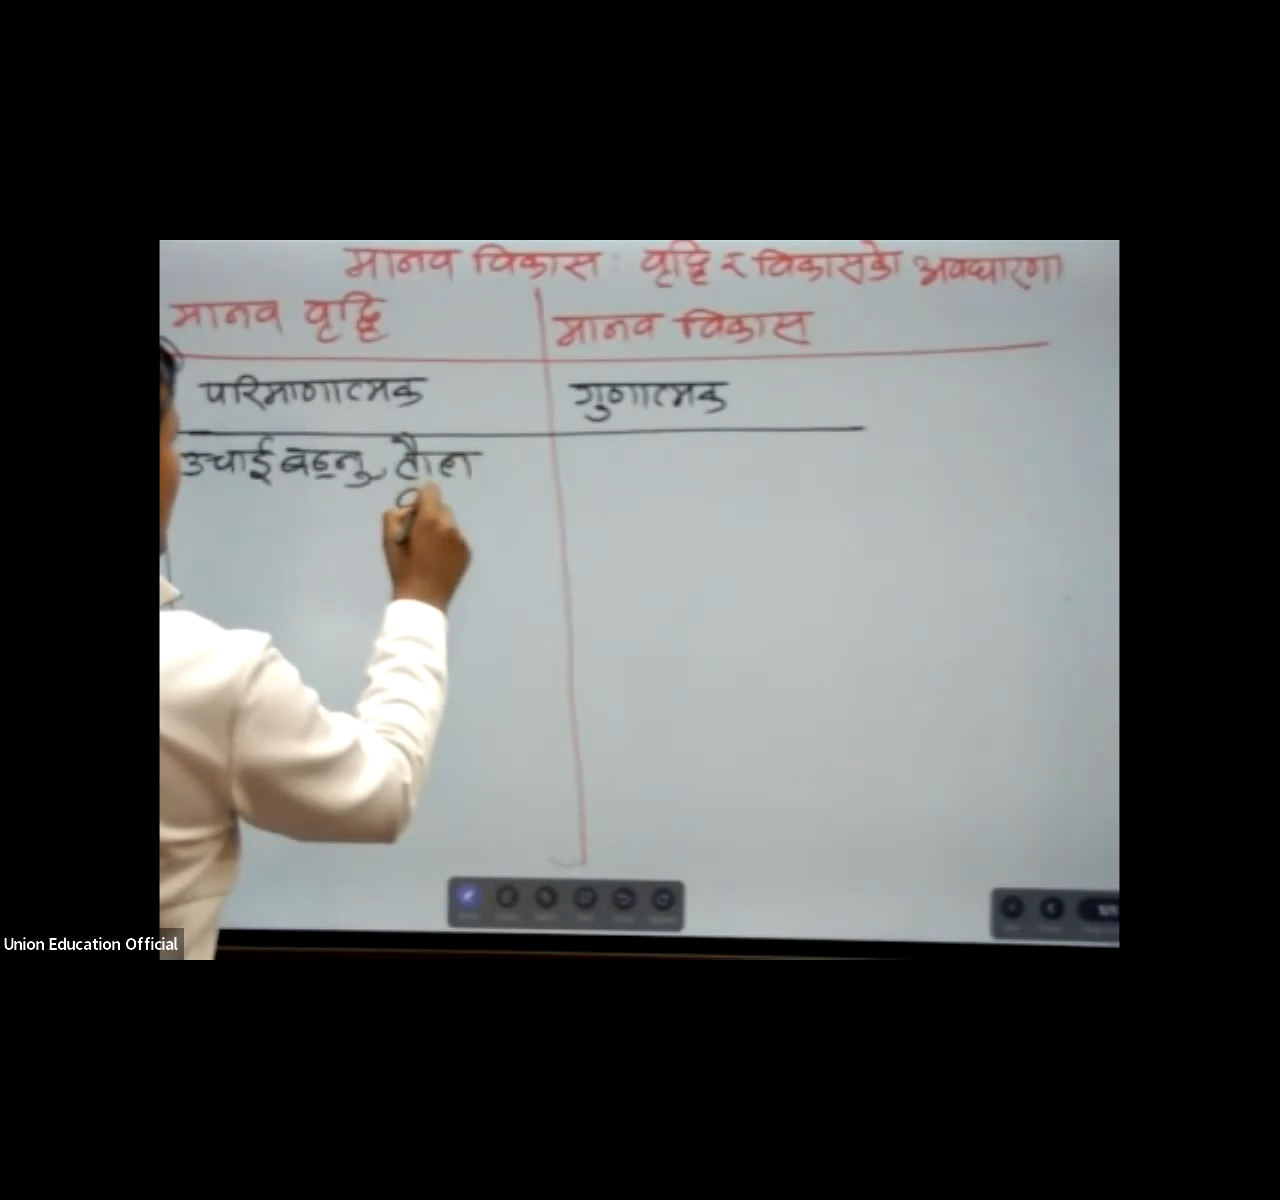 मानव विकास : वृद्धि र विकासको अवधारणा
मानव वृद्धि
मानव विकास
परिमाणात्मक
गुणात्मक
उचाई बढ्नु, तौल
Union Education Official